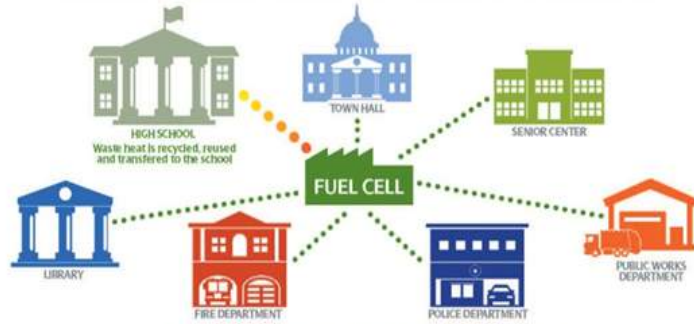 HIGH SCHOOL
Waste heat is recycled, reused
and transfered to the school
TOWN HALL
SENIOR CENTER
FUEL CELL
LIBRARY
FIRE DEPARTMENT
POLICE DEPARTMENT
PUBLIC WORKS
DEPARTMENT